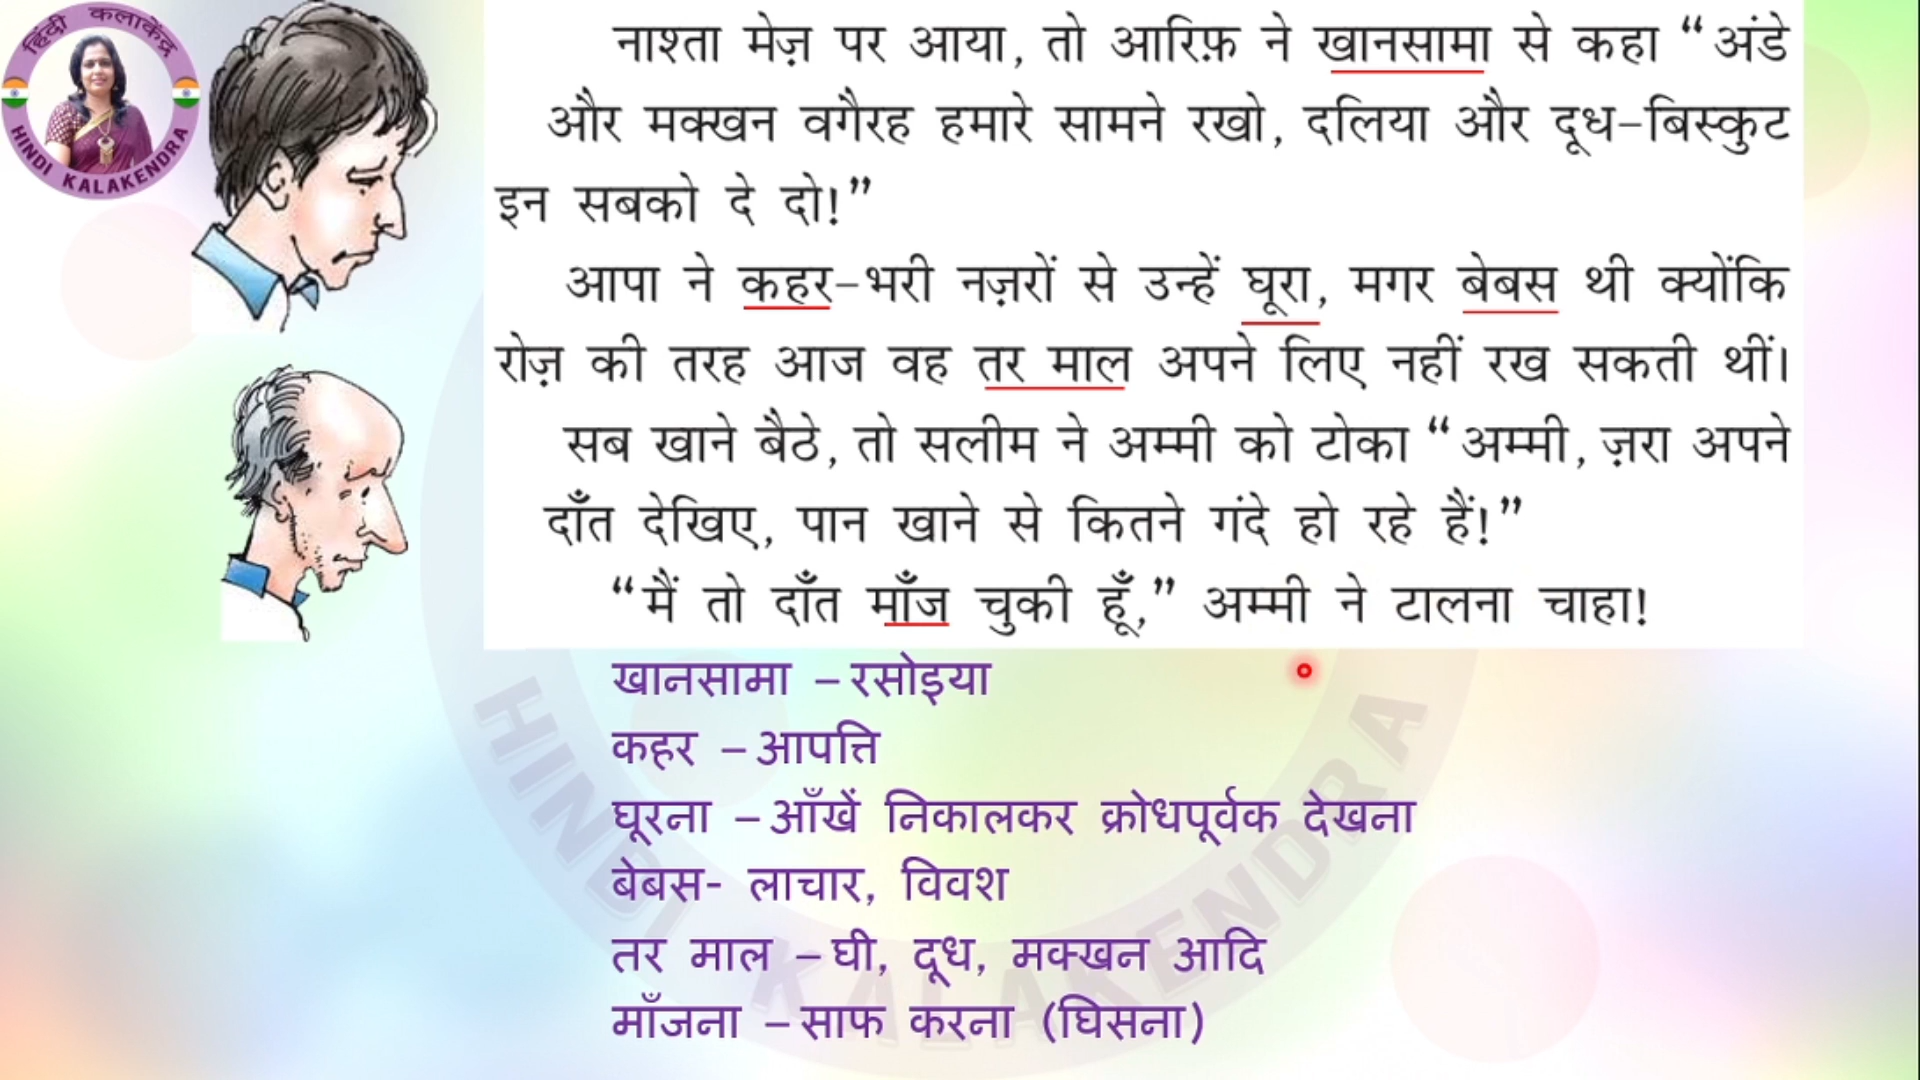 हिंदी कलाकेंद्र
HINDI KALAKENDRA
नाश्ता मेज़ पर आया, तो आरिफ़ ने खानसामा से कहा “अंडे
और मक्खन वगैरह हमारे सामने रखो, दलिया और दूध-बिस्कुट
इन सबको दे दो!”
आपा ने कहर-भरी नज़रों से उन्हें घूरा, मगर बेबस थी क्योंकि
रोज़ की तरह आज वह तर माल अपने लिए नहीं रख सकती थीं।
सब खाने बैठे, तो सलीम ने अम्मी को टोका “अम्मी, ज़रा अपने
दाँत देखिए, पान खाने से कितने गंदे हो रहे हैं!”
“मैं तो दाँत माँज चुकी हूँ,” अम्मी ने टालना चाहा!
खानसामा – रसोइया
कहर – आपत्ति
घूरना – आँखें निकालकर क्रोधपूर्वक देखना
बेबस- लाचार, विवश
तर माल – घी, दूध, मक्खन आदि
माँजना – साफ करना (घिसना)
HINDI KALAKENDRA